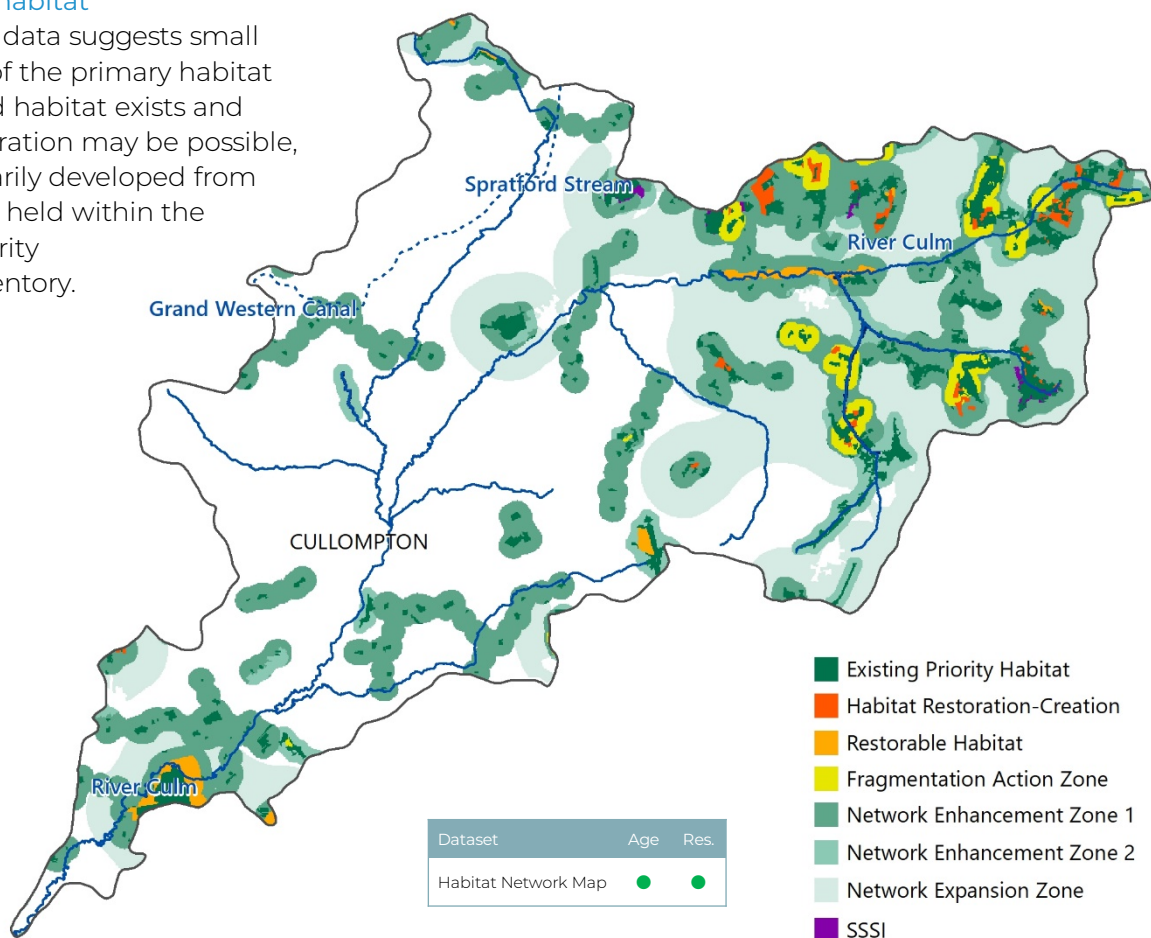 habitat
data suggests small
of the primary habitat
d habitat exists and
ration may be possible,
arily developed from
held within the
rity
entory.
Spratford Stream
River Culm
Grand Western Canal
CULLOMPTON
River Culm
Existing Priority Habitat
Habitat Restoration-Creation
Restorable Habitat
Fragmentation Action Zone
Network Enhancement Zone 1
Network Enhancement Zone 2
Network Expansion Zone
SSSI
Dataset Age Res.
Habitat Network Map